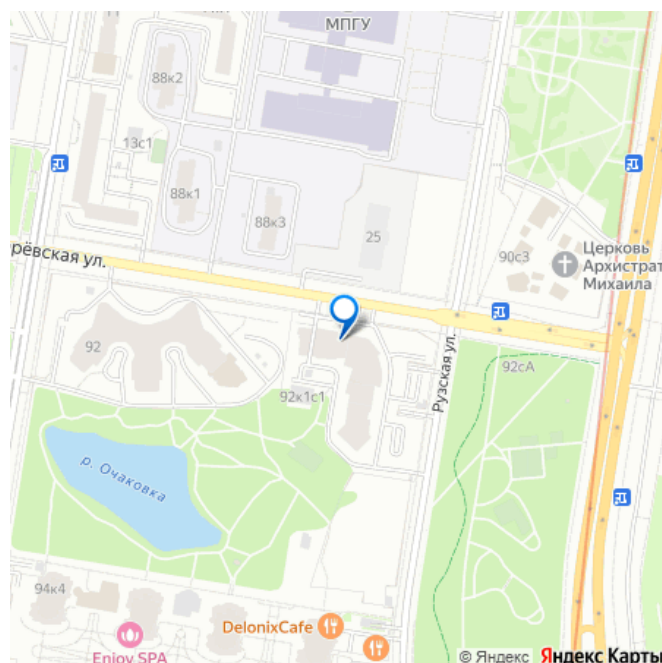 МПГУ
88к2
13с1
88к1
88к3
25
90с3
Церковь
Архистрат
Михаила
рёвская ул.
92
92к1с1
Рузская ул.
92сА
р. Очаковка
94к4
DelonixCafe
Enjoy SPA
© Яндекс Яндекс Карты